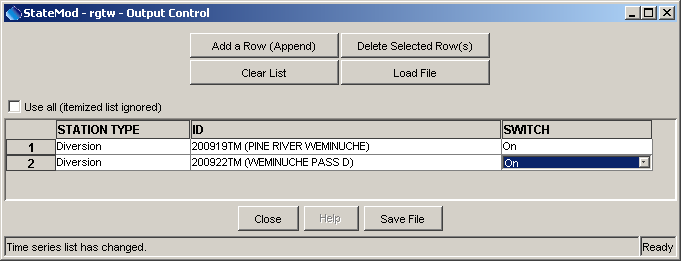 StateMod - rgtw - Output Control
Add a Row (Append) Delete Selected Row(s)
Clear List Load File
Use all (itemized list ignored)
STATION TYPE ID SWITCH
1 Diversion 200919TM (PINE RIVER WEMINUCHE) On
2 Diversion 200922TM (WEMINUCHE PASS D) On
Close Help Save File
Time series list has changed. Ready